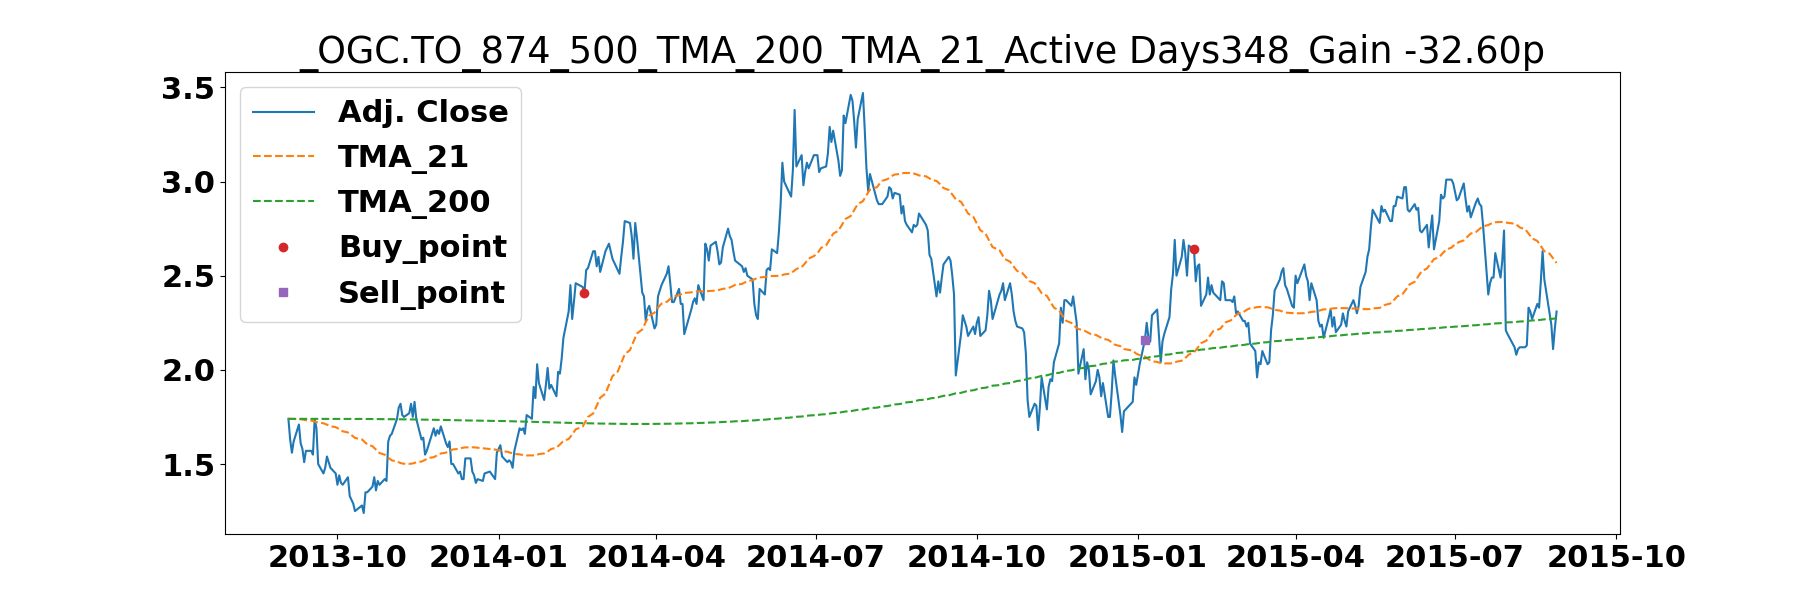 _OGC.TO_874_500_TMA_200_TMA_21_Active Days348_Gain -32.60p
3.5
3.0
2.5
2.0
1.5
Adj. Close
TMA_21
TMA_200
Buy_point
Sell_point
2013-10 2014-01 2014-04 2014-07 2014-10 2015-01 2015-04 2015-07 2015-10